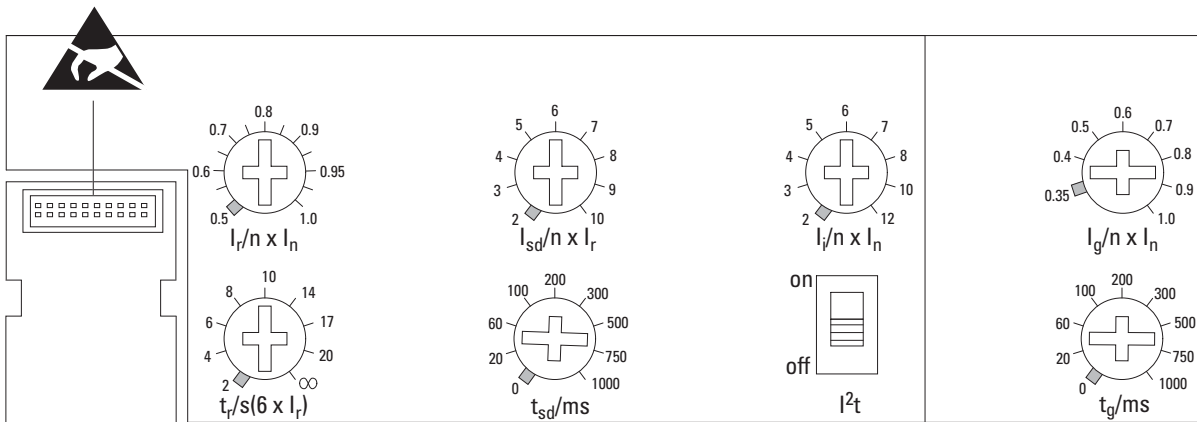 0.5 0.6 0.7 0.8 0.9 0.95 1.0
Iᵣ/n x Iₙ
2 3 4 5 6 7 8 9 10
I_sd/n x Iᵣ
2 3 4 5 6 7 8 10 12
Iᵢ/n x Iₙ
0.35 0.4 0.5 0.6 0.7 0.8 0.9 1.0
I_g/n x Iₙ
2 4 6 8 10 14 17 20 ∞
tᵣ/s(6 x Iᵣ)
0 20 60 100 200 300 500 750 1000
t_sd/ms
on
off
I²t
0 20 60 100 200 300 500 750 1000
t_g/ms